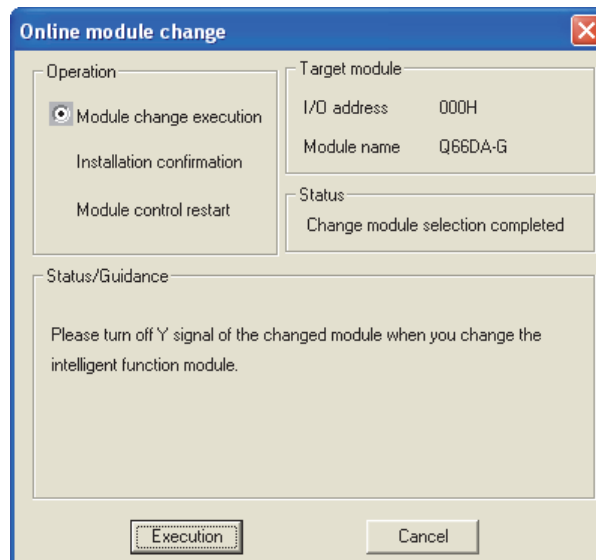 Online module change
Operation
Module change execution
Installation confirmation
Module control restart
Target module
I/O address 000H
Module name Q66DA-G
Status
Change module selection completed
Status/Guidance
Please turn off Y signal of the changed module when you change the
intelligent function module.
Execution Cancel